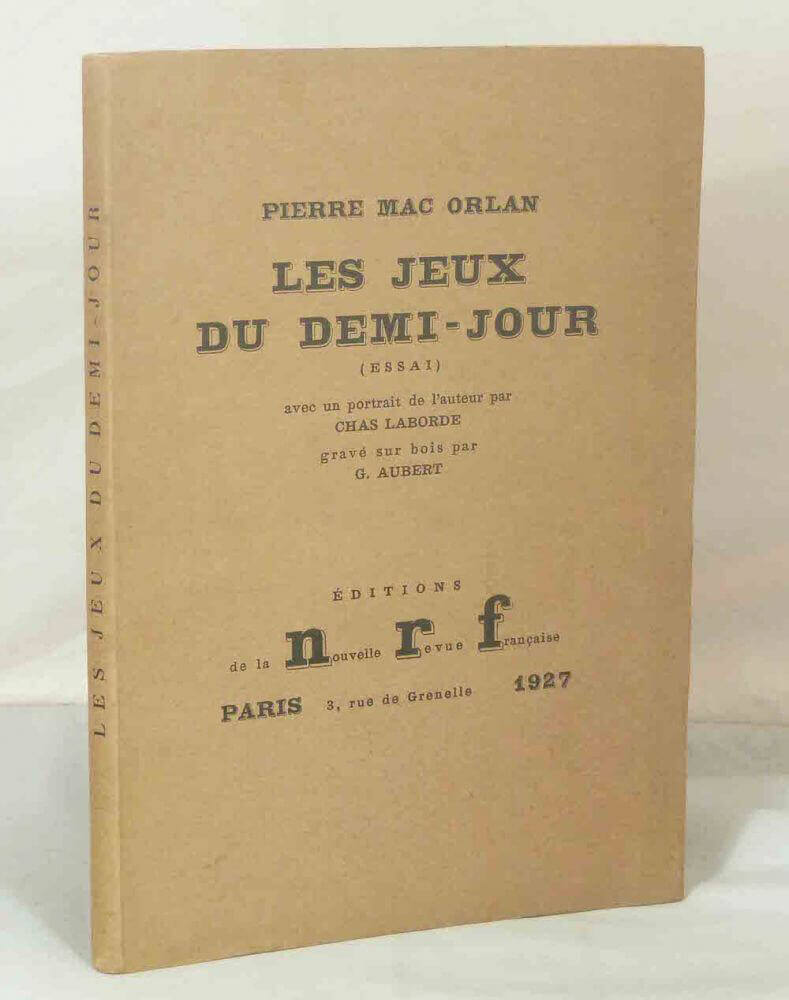 PIERRE MAC ORLAN
LES JEUX
DU DEMI-JOUR
(ESSAI)
avec un portrait de l'auteur par
CHAS LABORDE
gravé sur bois par
G. AUBERT
ÉDITIONS
de la nouvelle revue française
PARIS 3, rue de Grenelle 1927
LES JEUX DU DEMI-JOUR